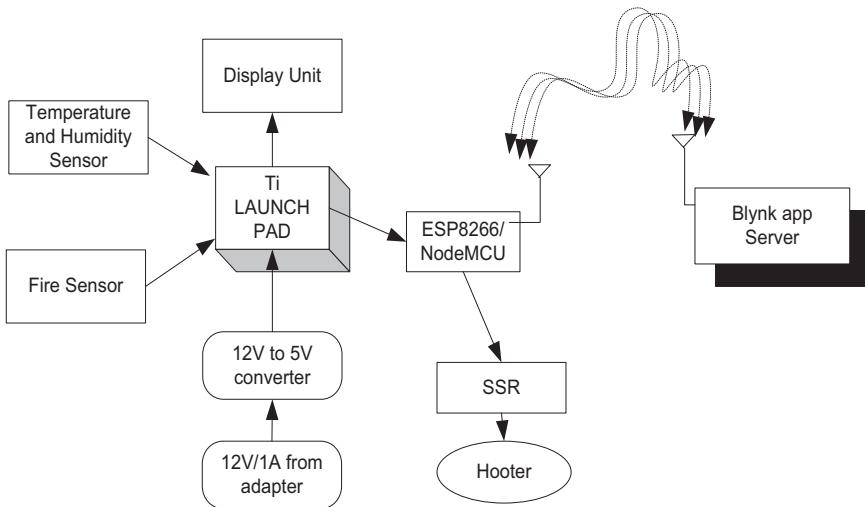 Display Unit
Temperature
and Humidity
Sensor
Ti
LAUNCH
PAD
ESP8266/
NodeMCU
Blynk app
Server
Fire Sensor
12V to 5V
converter
SSR
12V/1A from
adapter
Hooter